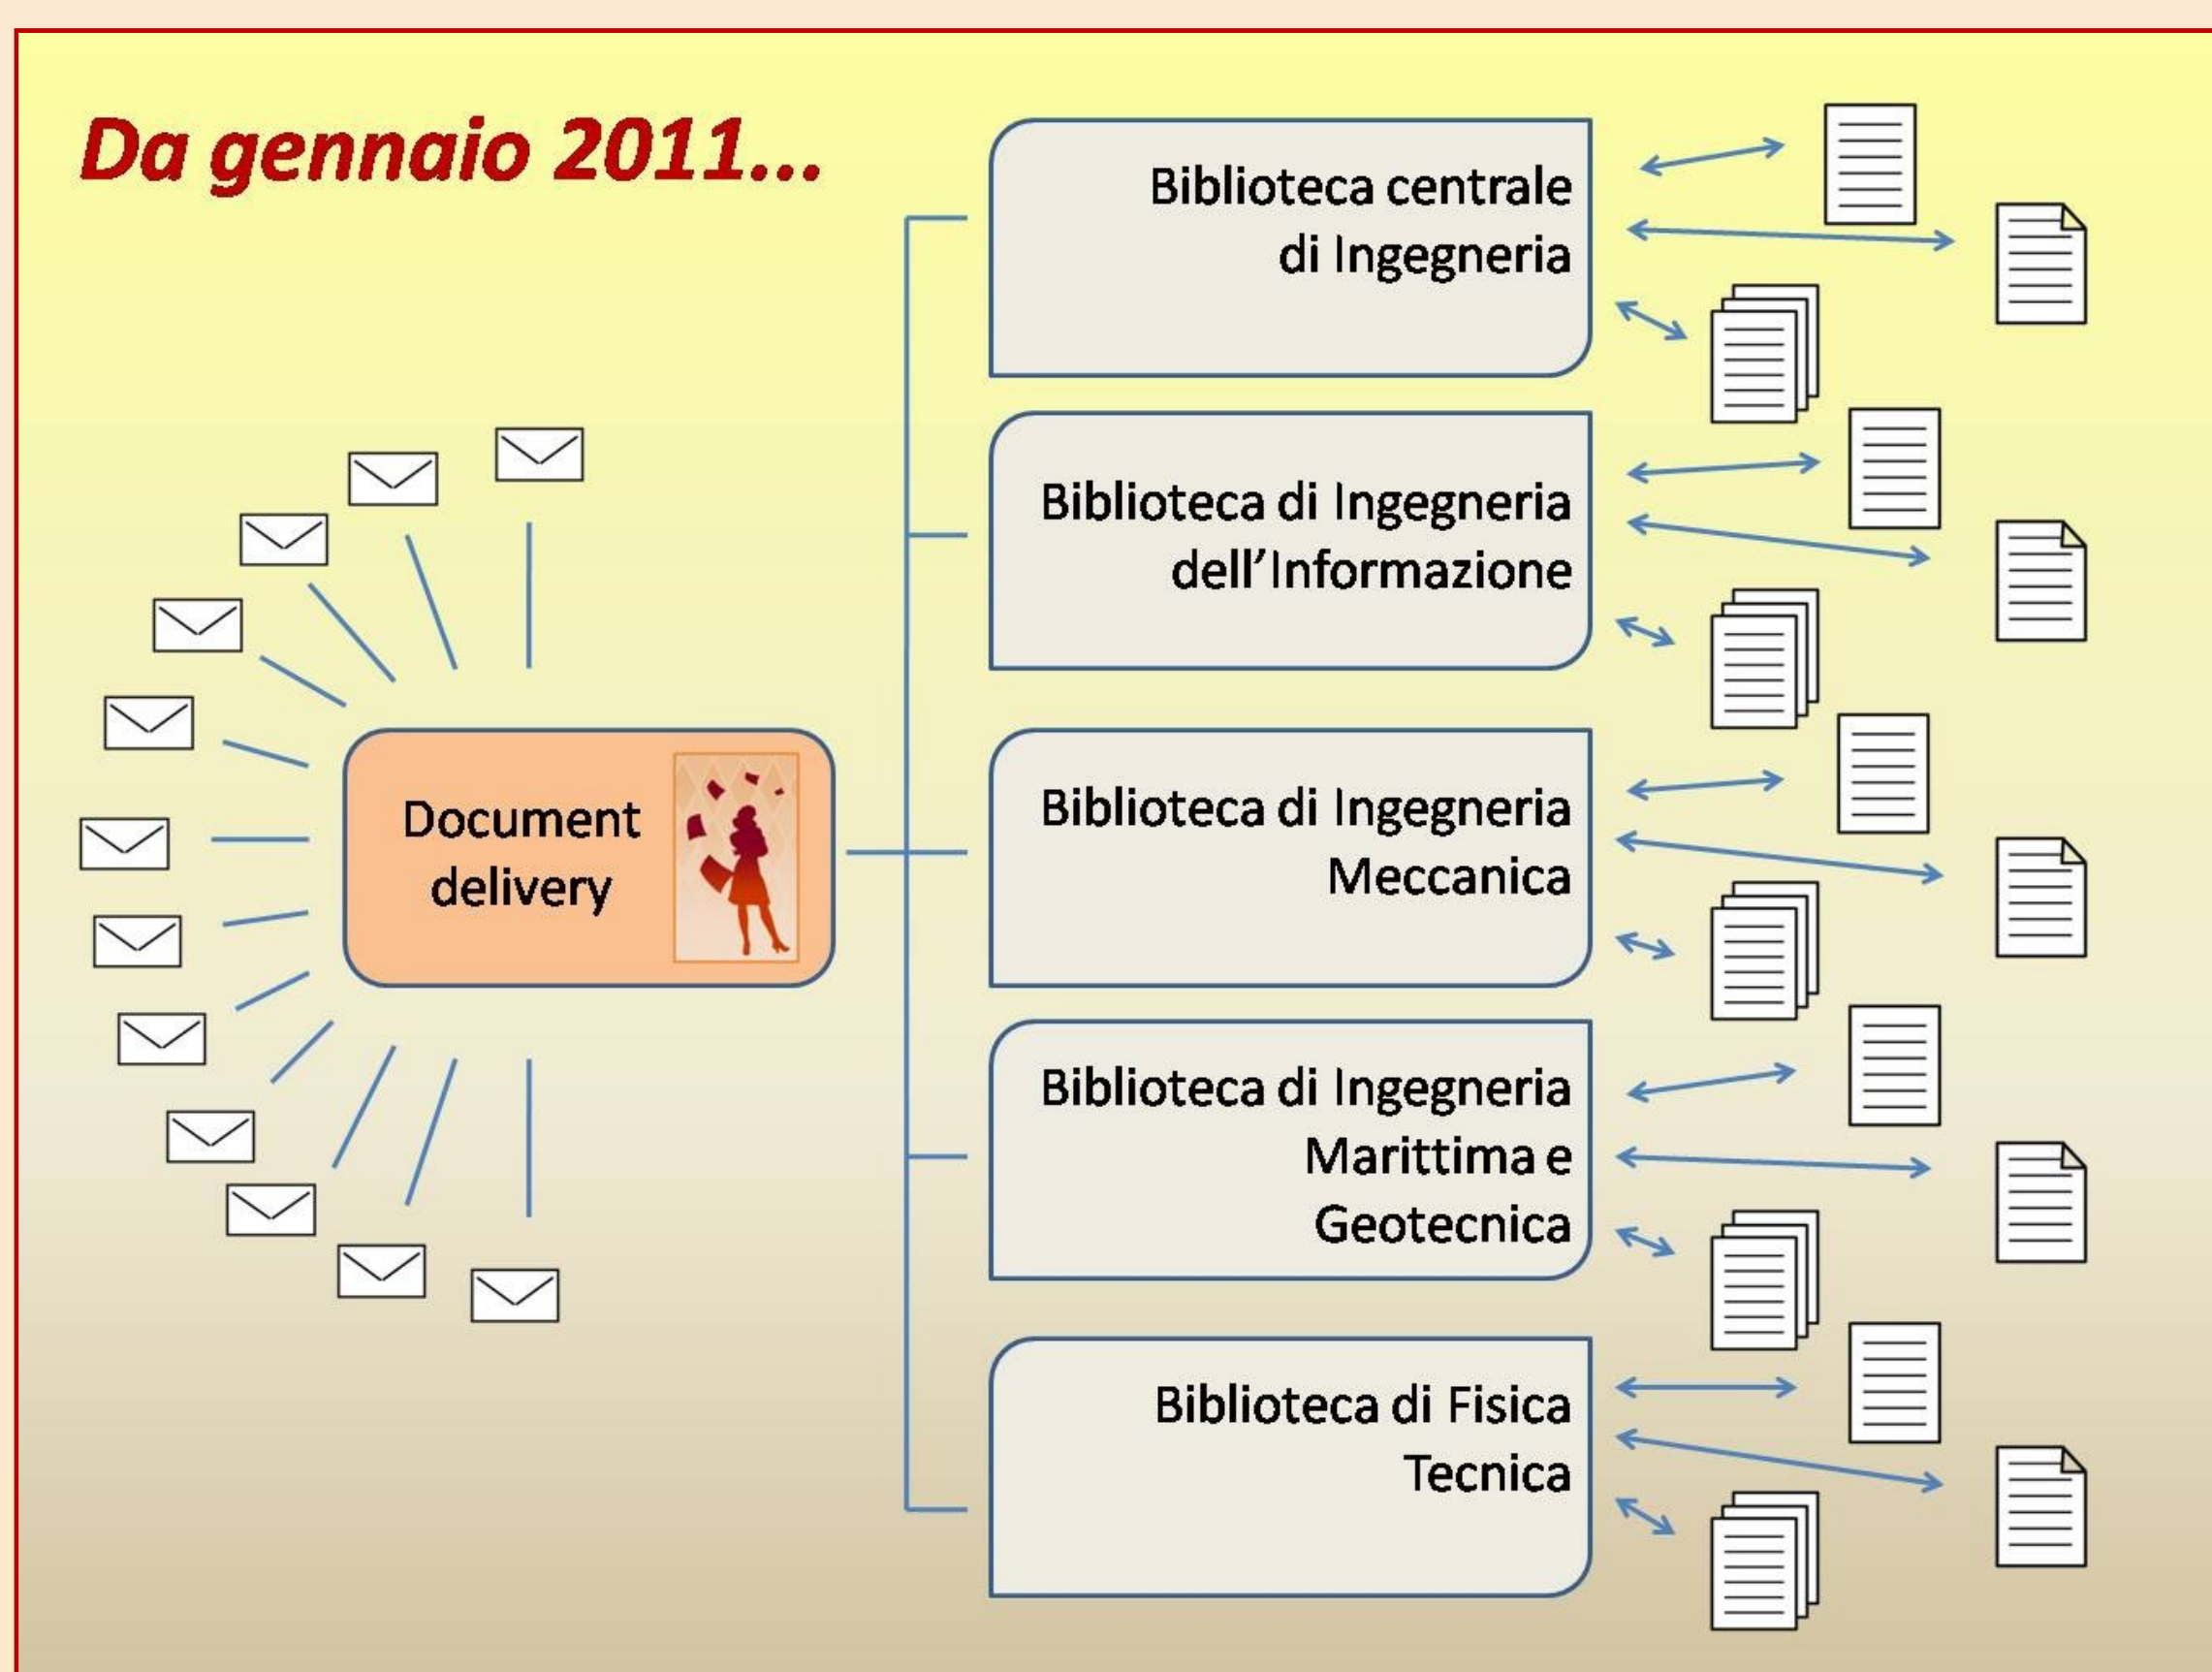 Da gennaio 2011...
Biblioteca centrale
di Ingegneria
Biblioteca di Ingegneria
dell'Informazione
Document
delivery
Biblioteca di Ingegneria
Meccanica
Biblioteca di Ingegneria
Marittima e
Geotecnica
Biblioteca di Fisica
Tecnica